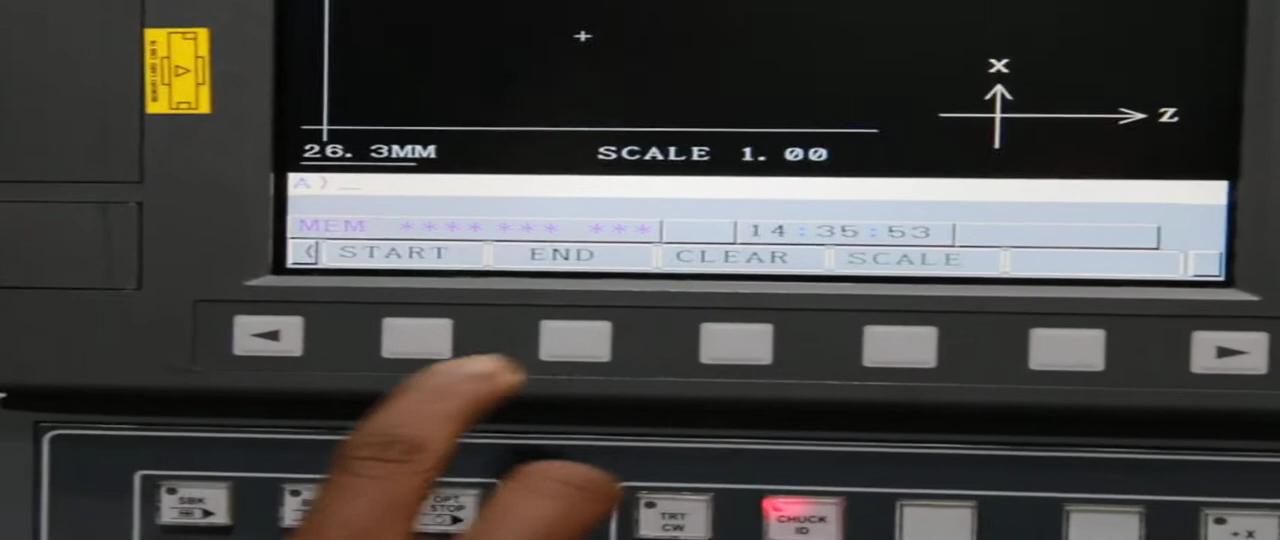 X
Z
26. 3MM SCALE 1. 00
A)_
MEM **** *** *** 14:35:53
( START END CLEAR SCALE
SBK OPT STOP TRT CW CHUCK ID +X